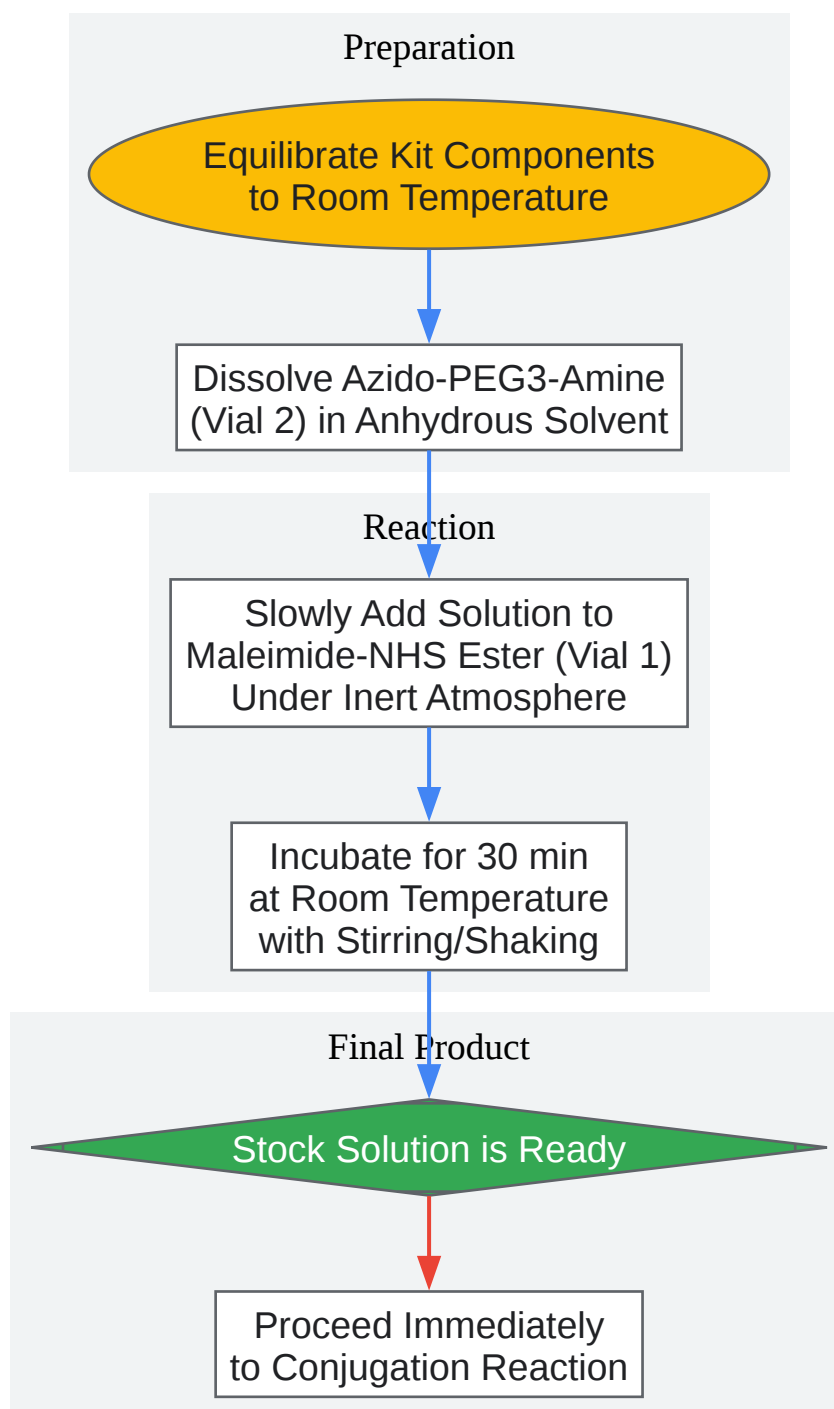 Preparation
Equilibrate Kit Components
to Room Temperature
Dissolve Azido-PEG3-Amine
(Vial 2) in Anhydrous Solvent
Reaction
Slowly Add Solution to
Maleimide-NHS Ester (Vial 1)
Under Inert Atmosphere
Incubate for 30 min
at Room Temperature
with Stirring/Shaking
Final Product
Stock Solution is Ready
Proceed Immediately
to Conjugation Reaction